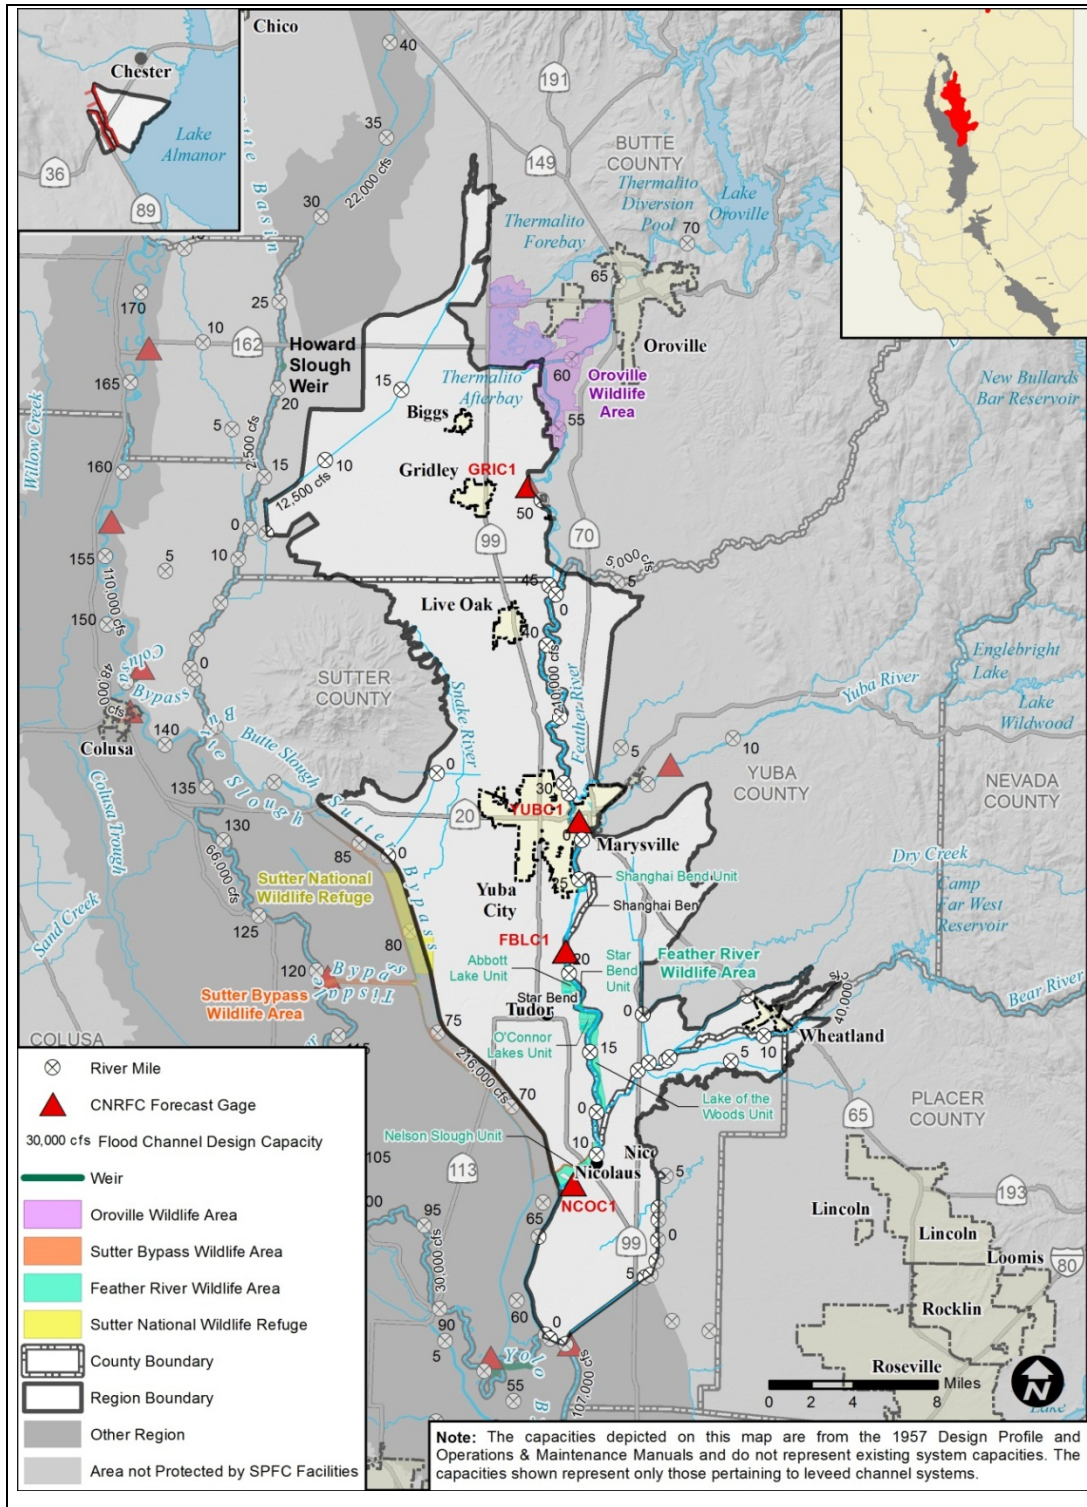 Chico
40
Chester
Lake
Almanor
36
89
35
22,000 cfs
30
191
149
BUTTE
COUNTY
Thermalito
Diversion
Pool
Lake
Oroville
70
Thermalito
Forebay
65
Oroville
170
10
25
162
Howard
Slough
Weir
165
20
15
Thermalito
Afterbay
60
Oroville
Wildlife
Area
55
New Bullards
Bar Reservoir
Willow Creek
5
Biggs
160
2,500 cfs
15
10
12,500 cfs
Gridley
GRIC1
50
99
70
155
5
0
10
5,000 cfs
5
45
0
110,000 cfs
150
Live Oak
40
210,000 cfs
Feather River
Englebright
Lake
Lake
Wildwood
Yuba River
SUTTER
COUNTY
Snake River
Colusa
Bypass
48,000 cfs
0
140
Colusa
Butte Slough
Butte Slough
Sutter Bypass
0
5
10
YUBA
COUNTY
NEVADA
COUNTY
135
30
20
YUBC1
0
Marysville
Colusa Trough
130
66,000 cfs
85
0
Sutter National
Wildlife Refuge
Yuba
City
25
Shanghai Bend Unit
Shanghai Ben
Dry Creek
Camp
Far West
Reservoir
Sand Creek
125
80
FBLC1
20
Abbott
Lake Unit
Star
Bend
Unit
Feather River
Wildlife Area
120
Tisdale
Bypass
Sutter Bypass
Wildlife Area
Star Bend
Tudor
0
40,000 cfs
Bear River
Wheatland
COLUSA
75
216,000 cfs
O'Connor
Lakes Unit
15
5
10
70
0
Lake of the
Woods Unit
PLACER
COUNTY
65
Nelson Slough Unit
10
105
113
Nicolaus
5
NCOC1
193
Lincoln
Lincoln
95
65
99
0
Loomis
80
30,000 cfs
5
Rocklin
90
60
0
5
Yolo
55
107,000 cfs
Roseville
Miles
0 4 8
N
River Mile
CNRFC Forecast Gage
30,000 cfs Flood Channel Design Capacity
Weir
Oroville Wildlife Area
Sutter Bypass Wildlife Area
Feather River Wildlife Area
Sutter National Wildlife Refuge
County Boundary
Region Boundary
Other Region
Area not Protected by SPFC Facilities
Note: The capacities depicted on this map are from the 1957 Design Profile and
Operations & Maintenance Manuals and do not represent existing system capacities. The
capacities shown represent only those pertaining to leveed channel systems.